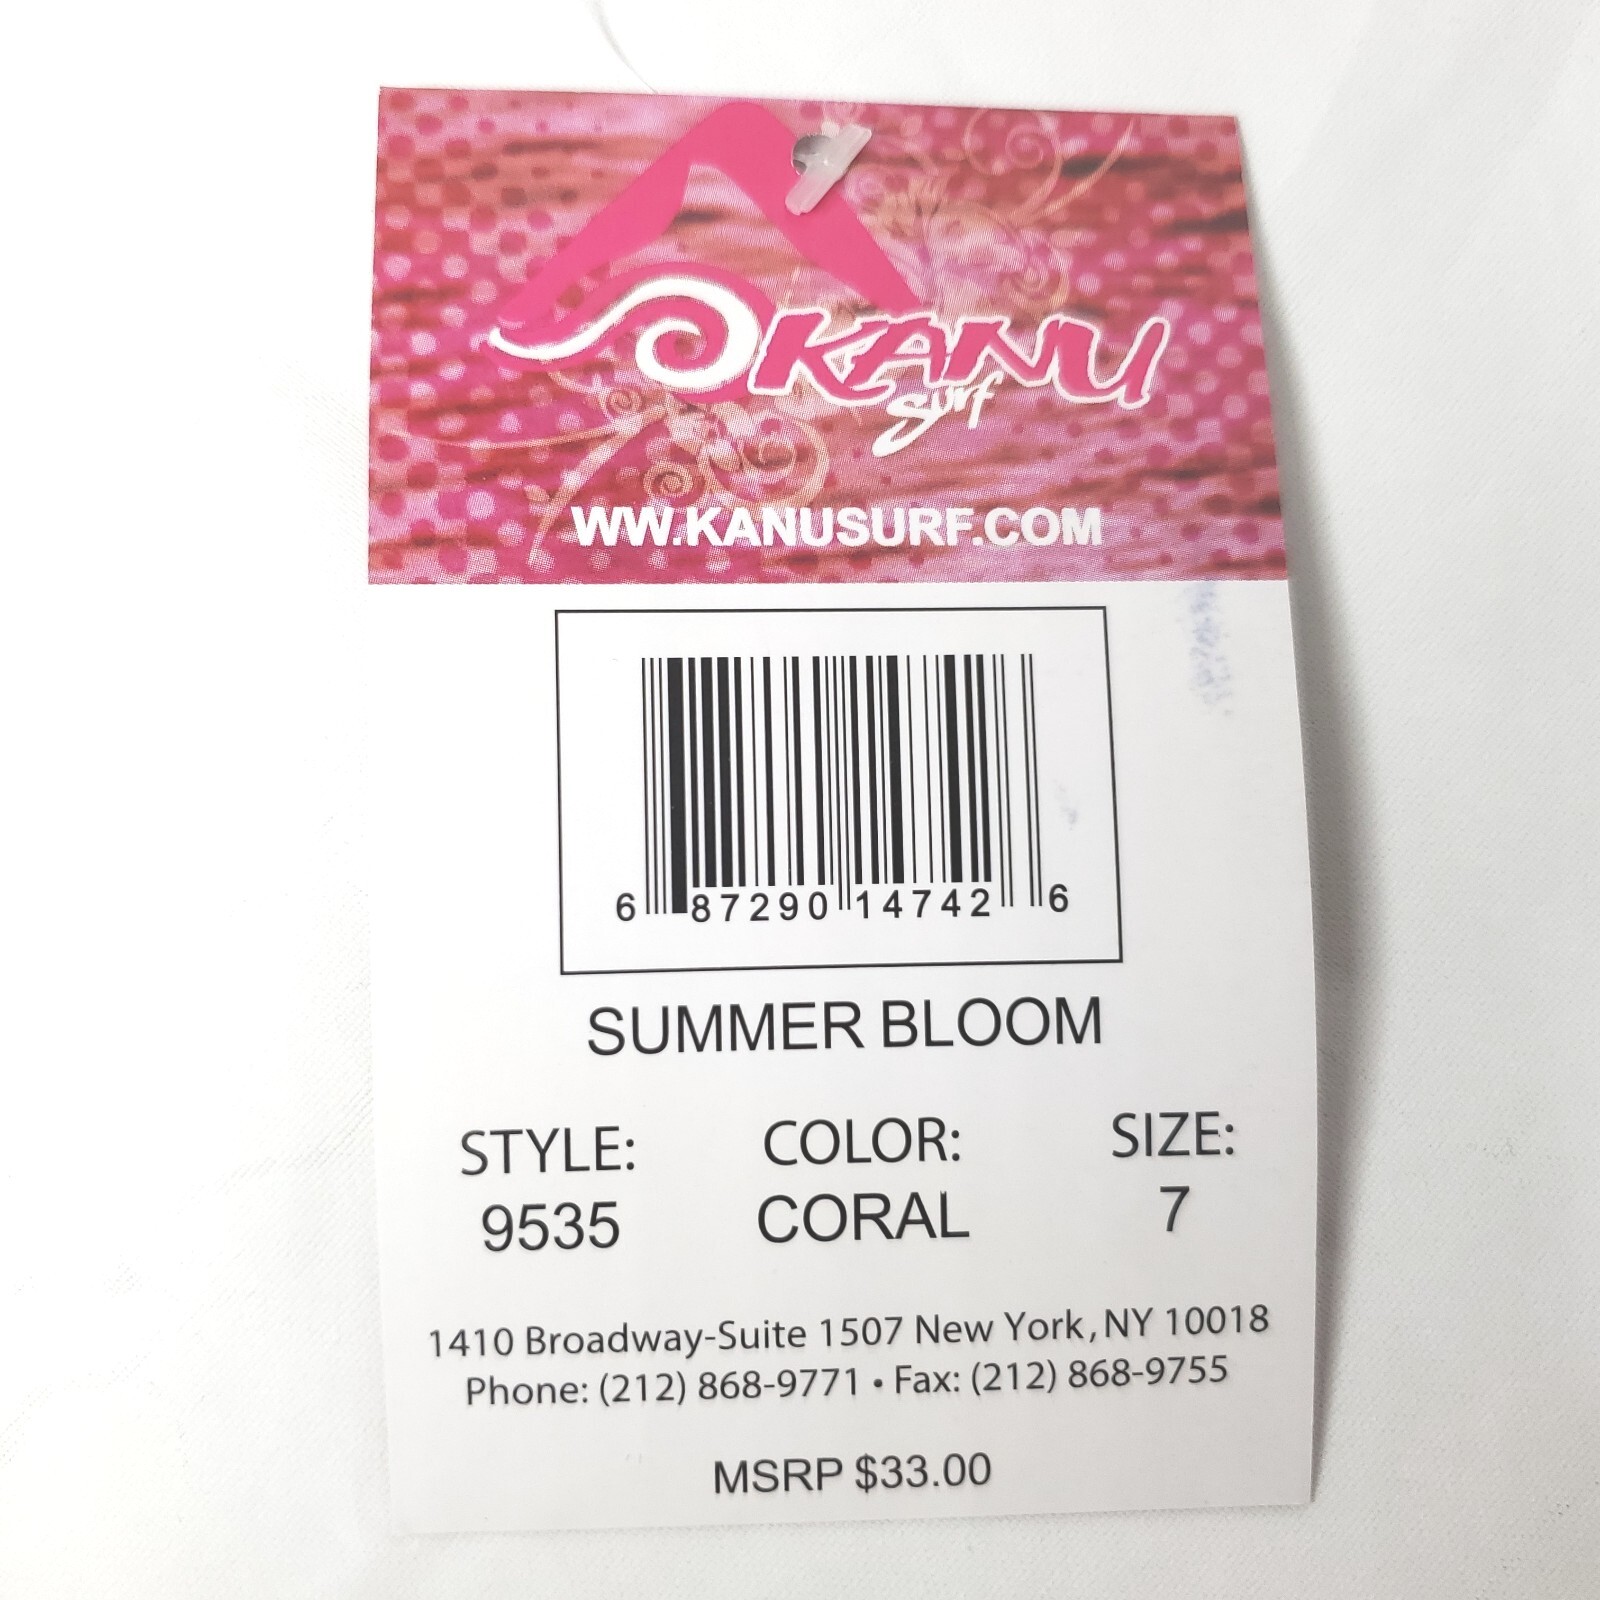 KANU
Surf
WW.KANUSURF.COM
6 87290 14742 6
SUMMER BLOOM
STYLE: COLOR: SIZE:
9535 CORAL 7
1410 Broadway-Suite 1507 New York, NY 10018
Phone: (212) 868-9771 • Fax: (212) 868-9755
MSRP $33.00